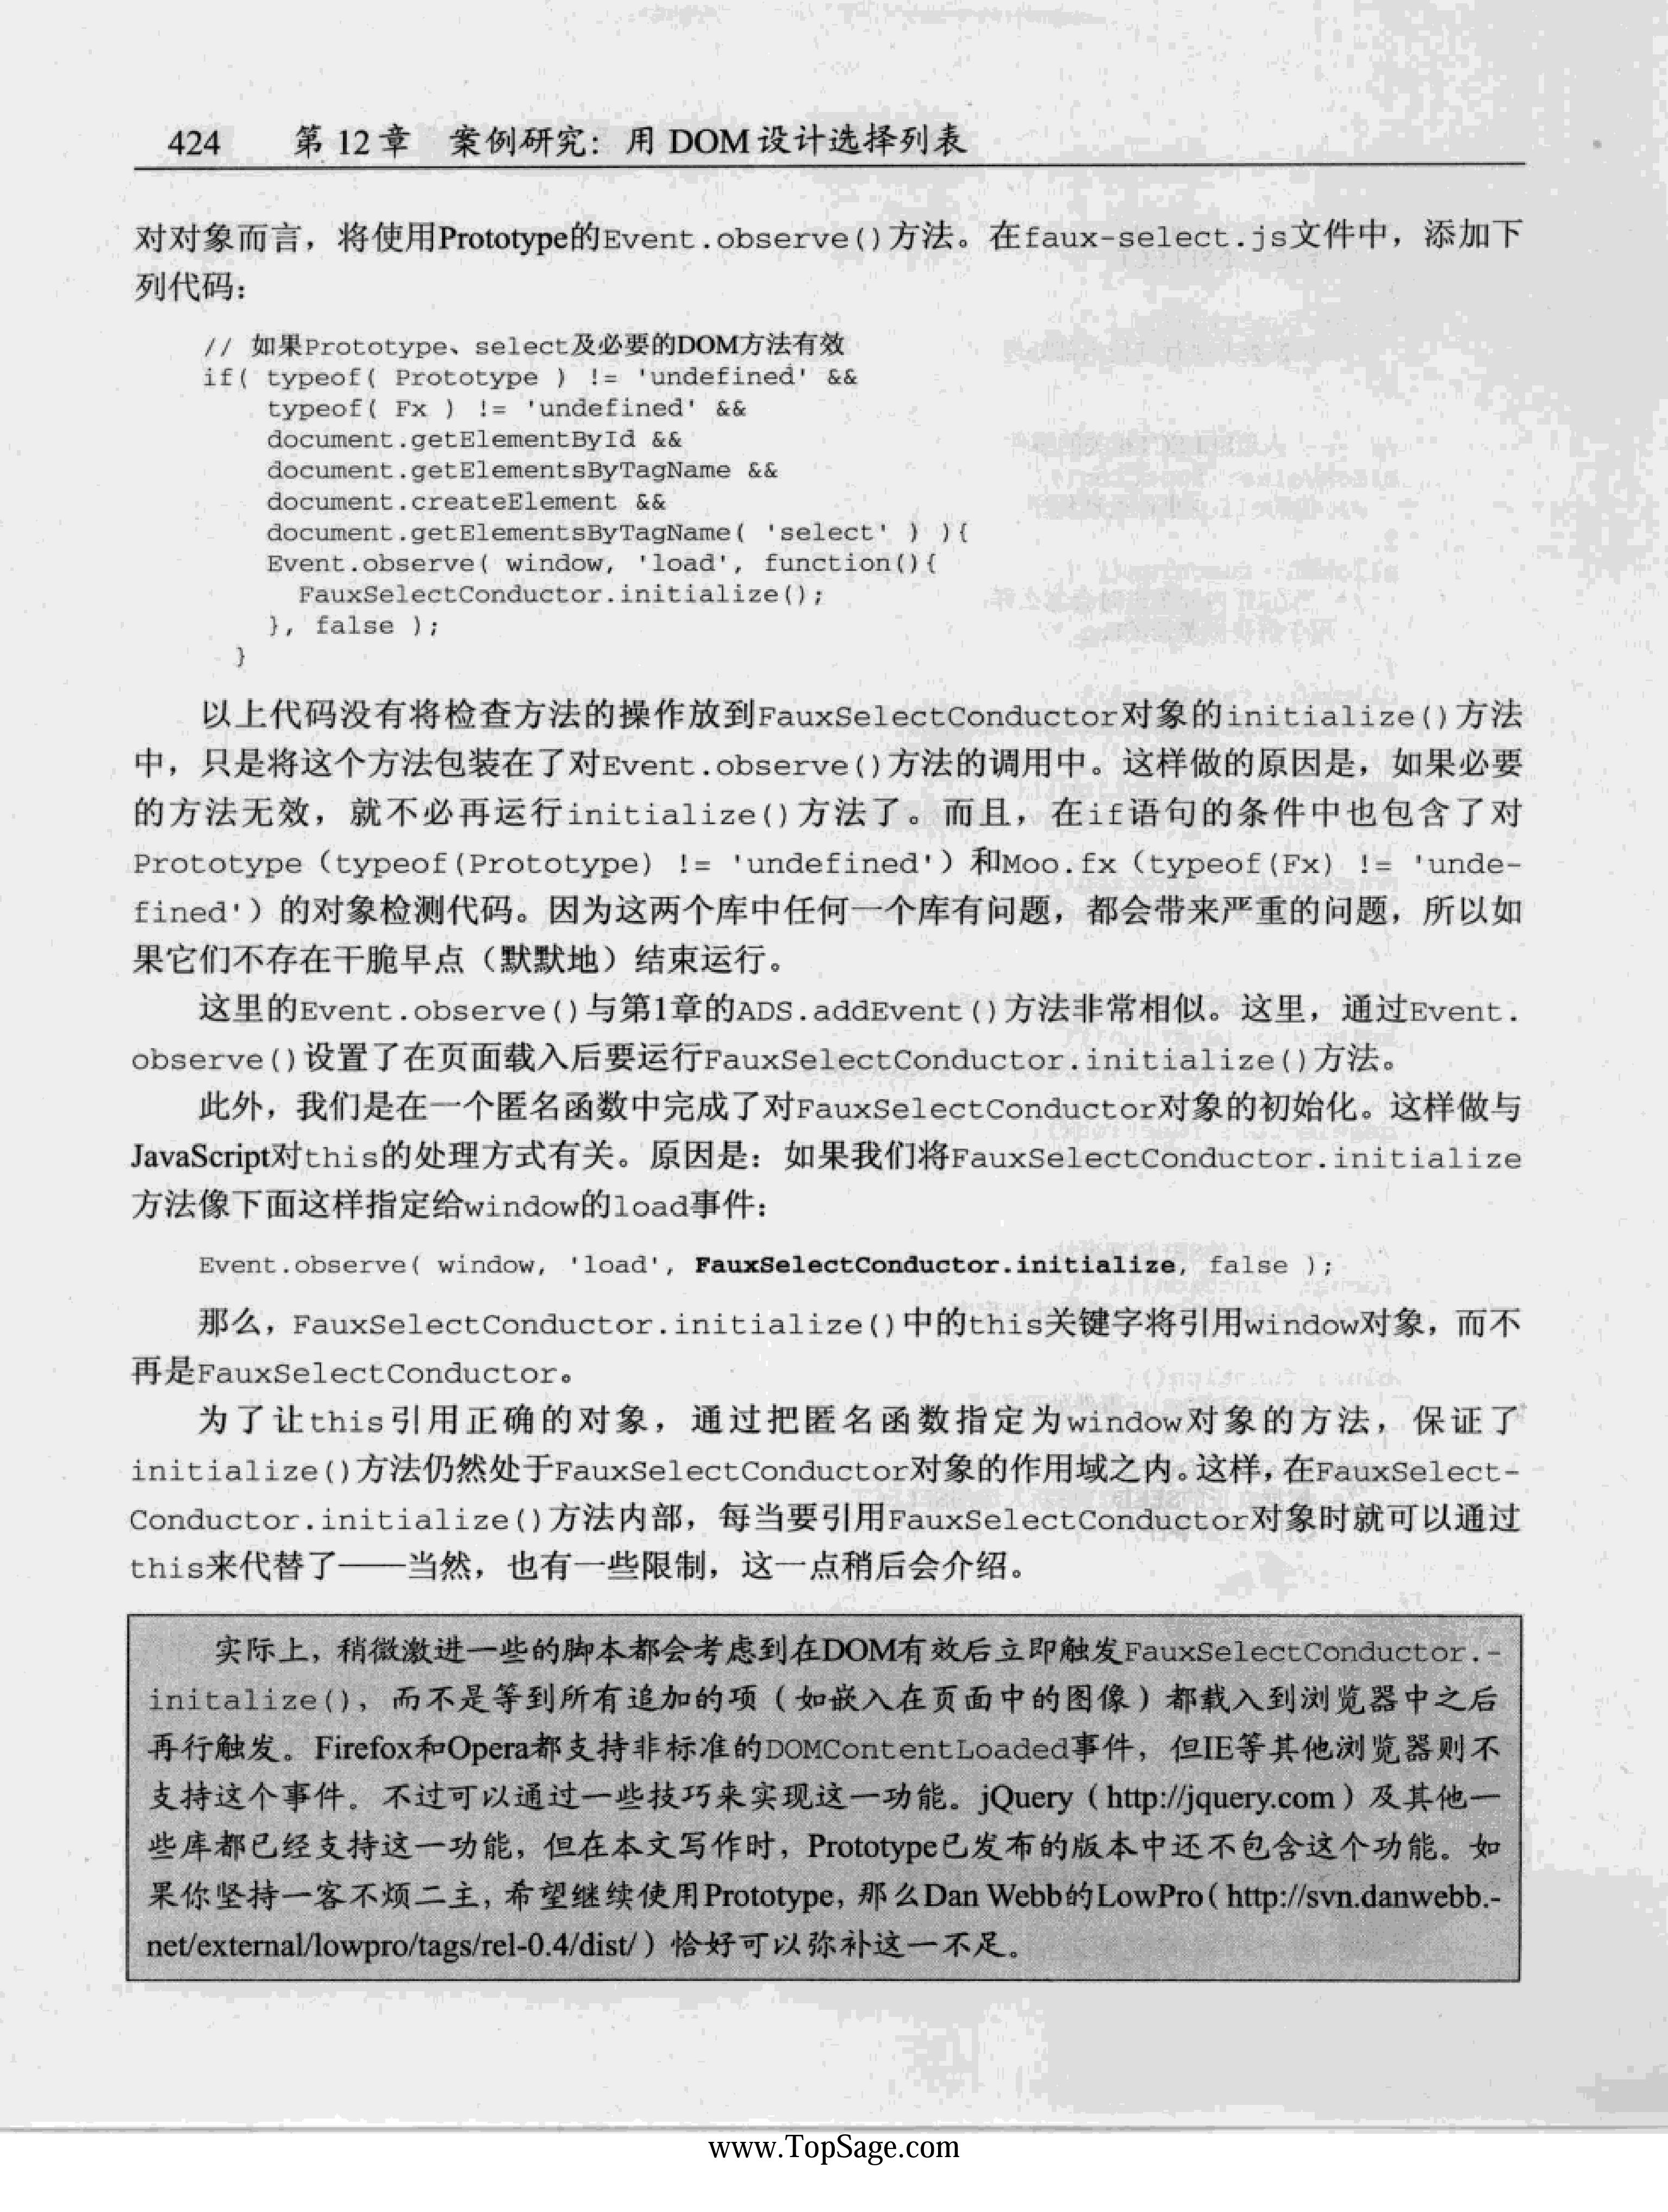 424 第 12 章 案例研究：用 DOM 设计选择列表
对对象而言，将使用Prototype的Event.observe()方法。在faux-select.js文件中，添加下
列代码：
// 如果Prototype、select及必要的DOM方法有效
if( typeof( Prototype ) != 'undefined' &&
typeof( Fx ) != 'undefined' &&
document.getElementById &&
document.getElementsByTagName &&
document.createElement &&
document.getElementsByTagName( 'select' ) ){
Event.observe( window, 'load', function(){
FauxSelectConductor.initialize();
}, false );
}
以上代码没有将检查方法的操作放到FauxSelectConductor对象的initialize()方法
中，只是将这个方法包装在了对Event.observe()方法的调用中。这样做的原因是，如果必要
的方法无效，就不必再运行initialize()方法了。而且，在if语句的条件中也包含了对
Prototype（typeof(Prototype) != 'undefined'）和Moo.fx（typeof(Fx) != 'unde-
fined'）的对象检测代码。因为这两个库中任何一个库有问题，都会带来严重的问题，所以如
果它们不存在干脆早点（默默地）结束运行。
这里的Event.observe()与第1章的ADS.addEvent()方法非常相似。这里，通过Event.
observe()设置了在页面载入后要运行FauxSelectConductor.initialize()方法。
此外，我们是在一个匿名函数中完成了对FauxSelectConductor对象的初始化。这样做与
JavaScript对this的处理方式有关。原因是：如果我们将FauxSelectConductor.initialize
方法像下面这样指定给window的load事件：
Event.observe( window, 'load', FauxSelectConductor.initialize, false );
那么，FauxSelectConductor.initialize()中的this关键字将引用window对象，而不
再是FauxSelectConductor。
为了让this引用正确的对象，通过把匿名函数指定为window对象的方法，保证了
initialize()方法仍然处于FauxSelectConductor对象的作用域之内。这样，在FauxSelect-
Conductor.initialize()方法内部，每当要引用FauxSelectConductor对象时就可以通过
this来代替了——当然，也有一些限制，这一点稍后会介绍。
实际上，稍微激进一些的脚本都会考虑到在DOM有效后立即触发FauxSelectConductor.-
initalize()，而不是等到所有追加的项（如嵌入在页面中的图像）都载入到浏览器中之后
再行触发。Firefox和Opera都支持非标准的DOMContentLoaded事件，但IE等其他浏览器则不
支持这个事件。不过可以通过一些技巧来实现这一功能。jQuery（http://jquery.com）及其他一
些库都已经支持这一功能，但在本文写作时，Prototype已发布的版本中还不包含这个功能。如
果你坚持一客不烦二主，希望继续使用Prototype，那么Dan Webb的LowPro（http://svn.danwebb.-
net/external/lowpro/tags/rel-0.4/dist/）恰好可以弥补这一不足。
www.TopSage.com